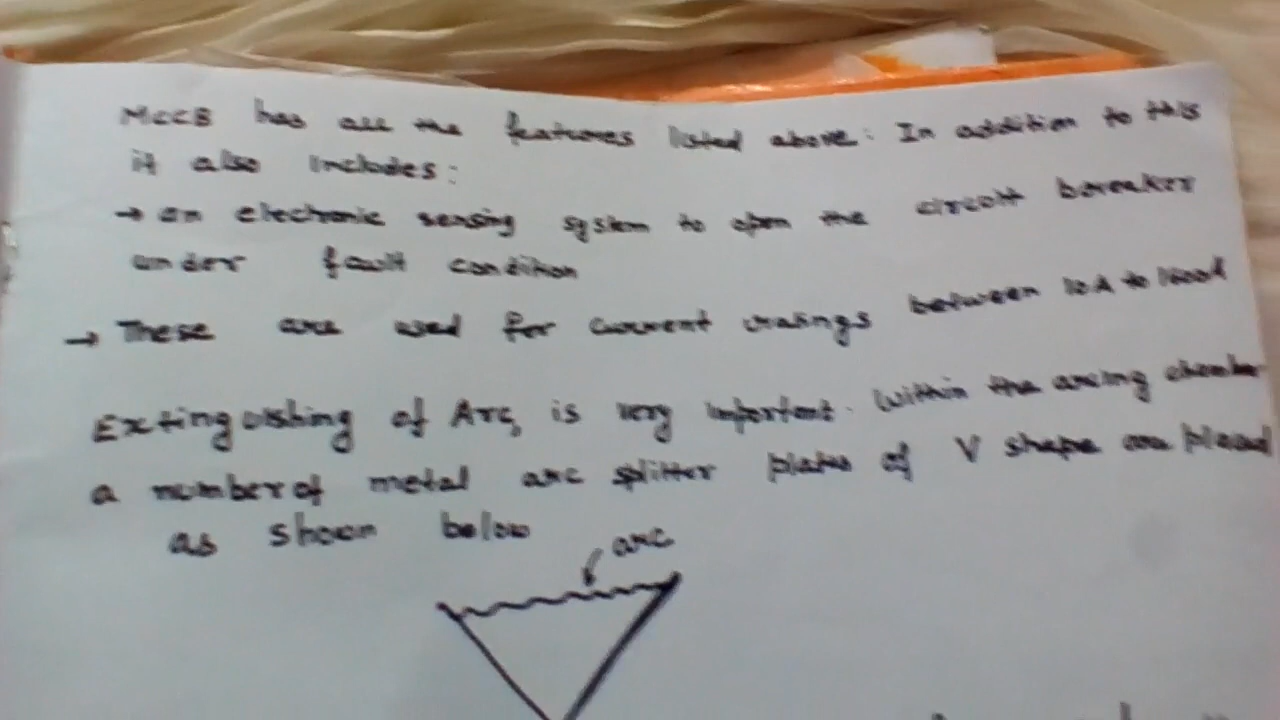 MCCB has all the features listed above. In addition to this
it also includes:
→ an electronic sensing system to open the circuit breaker
under fault condition
→ These are used for current ratings between 10A to 1600A
Extinguishing of Arc, is very important. Within the arcing chamber
a number of metal arc splitter plates of V shape are placed
as shown below
arc